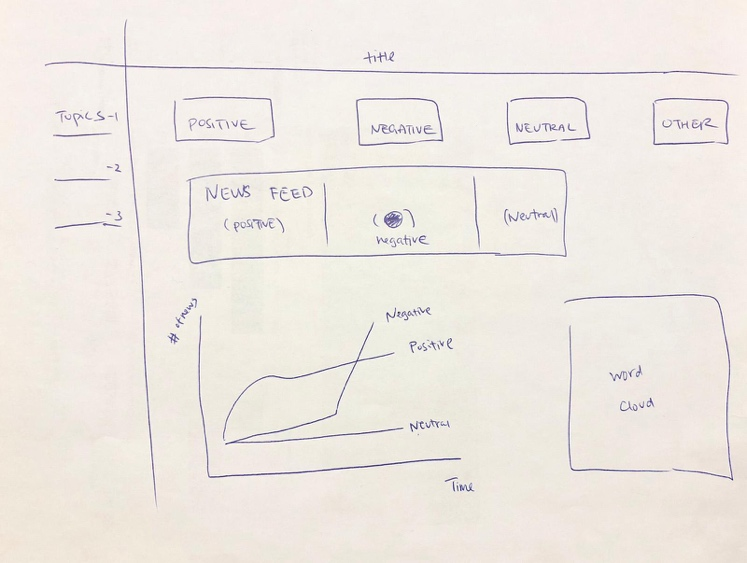 title
Topics-1
-2
-3
POSITIVE
NEGATIVE
NEUTRAL
OTHER
NEWS FEED
(POSITIVE)
( )
negative
(Neutral)
# of news
Negative
Positive
Neutral
Time
word
cloud